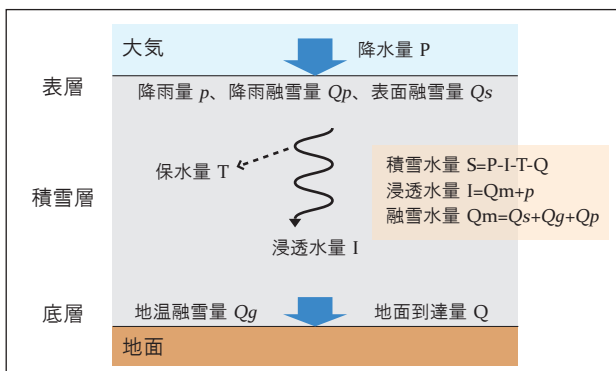 大気
降水量 P
表層
降雨量 p、降雨融雪量 Qp、表面融雪量 Qs
保水量 T
積雪水量 S=P-I-T-Q
浸透水量 I=Qm+p
融雪水量 Qm=Qs+Qg+Qp
積雪層
浸透水量 I
底層
地温融雪量 Qg
地面到達量 Q
地面